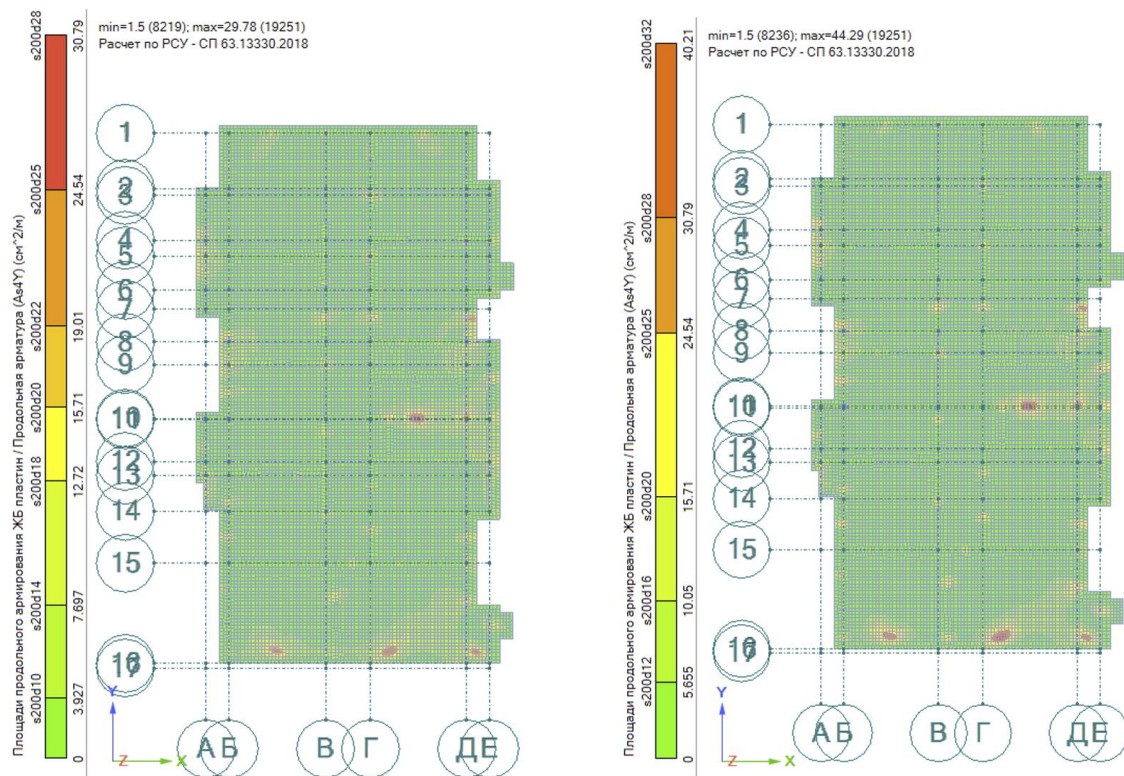 min=1.5 (8219); max=29.78 (19251)
Расчет по РСУ - СП 63.13330.2018
Площади продольного армирования ЖБ пластин / Продольная арматура (As4Y) (см^2/м)
s200d28
30.79
s200d25
24.54
s200d22
19.01
s200d20
15.71
s200d18
12.72
s200d14
7.697
s200d10
3.927
0
1
2
3
4
5
6
7
8
9
10
12
13
14
15
16
17
А
Б
В
Г
Д
Е
Y
Z
X
min=1.5 (8236); max=44.29 (19251)
Расчет по РСУ - СП 63.13330.2018
Площади продольного армирования ЖБ пластин / Продольная арматура (As4Y) (см^2/м)
s200d32
40.21
s200d28
30.79
s200d25
24.54
s200d20
15.71
s200d16
10.05
s200d12
5.655
0
1
2
3
4
5
6
7
8
9
10
12
13
14
15
16
17
А
Б
В
Г
Д
Е
Y
Z
X